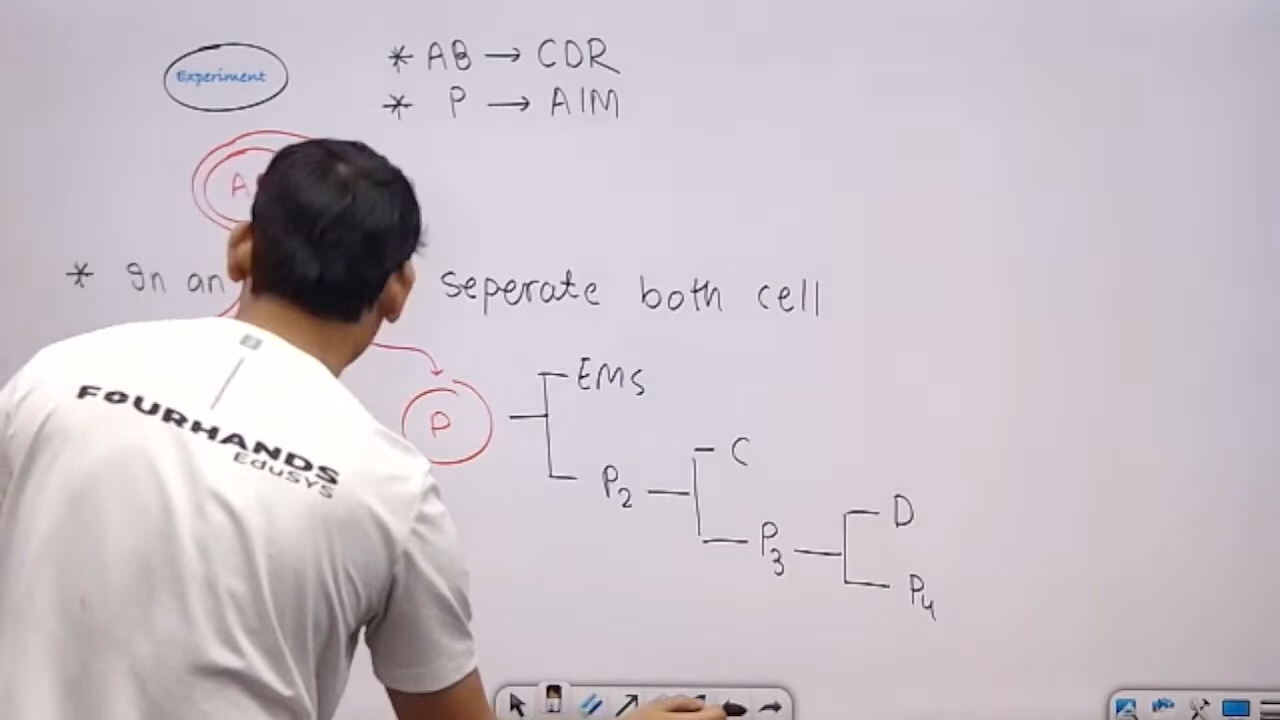 Experiment
* AB → CDR
* P → AIM
A
* In an seperate both cell
P
EMS
P2
C
P3
D
P4
FOURHANDS
EduSYS